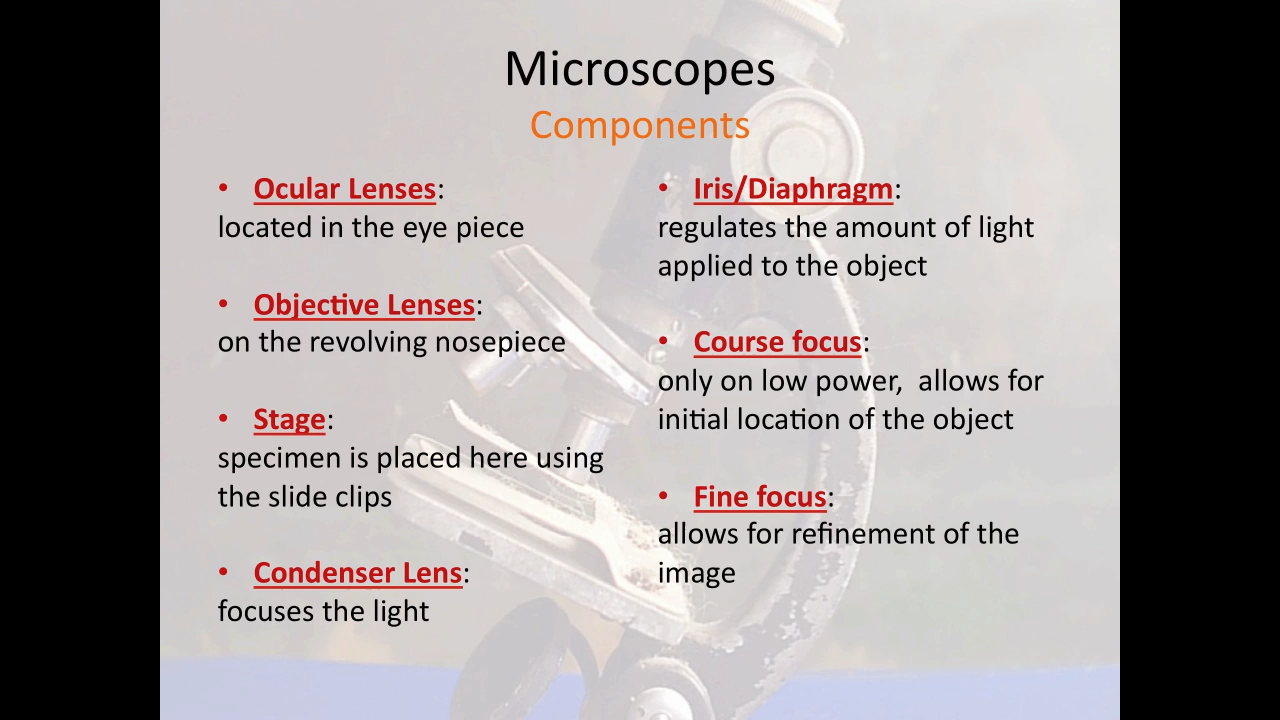 Microscopes
Components
• Ocular Lenses:
located in the eye piece
• Objective Lenses:
on the revolving nosepiece
• Stage:
specimen is placed here using
the slide clips
• Condenser Lens:
focuses the light
• Iris/Diaphragm:
regulates the amount of light
applied to the object
• Course focus:
only on low power,  allows for
initial location of the object
• Fine focus:
allows for refinement of the
image